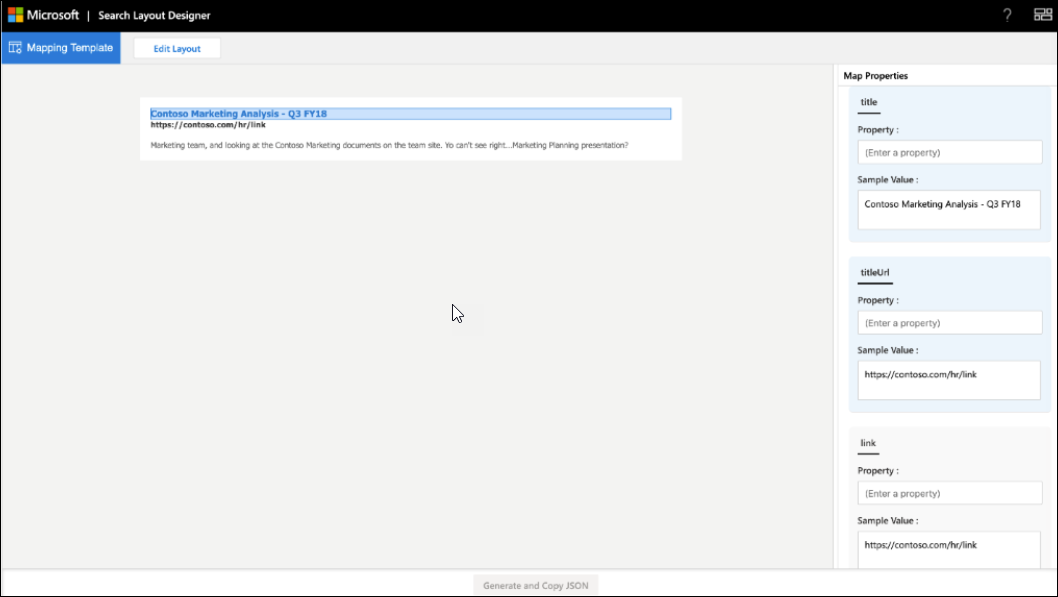 Microsoft | Search Layout Designer ?
Mapping Template Edit Layout
Contoso Marketing Analysis - Q3 FY18
https://contoso.com/hr/link
Marketing team, and looking at the Contoso Marketing documents on the team site. Yo can't see right...Marketing Planning presentation?
Map Properties
title
Property :
(Enter a property)
Sample Value :
Contoso Marketing Analysis - Q3 FY18
titleUrl
Property :
(Enter a property)
Sample Value :
https://contoso.com/hr/link
link
Property :
(Enter a property)
Sample Value :
https://contoso.com/hr/link
Generate and Copy JSON